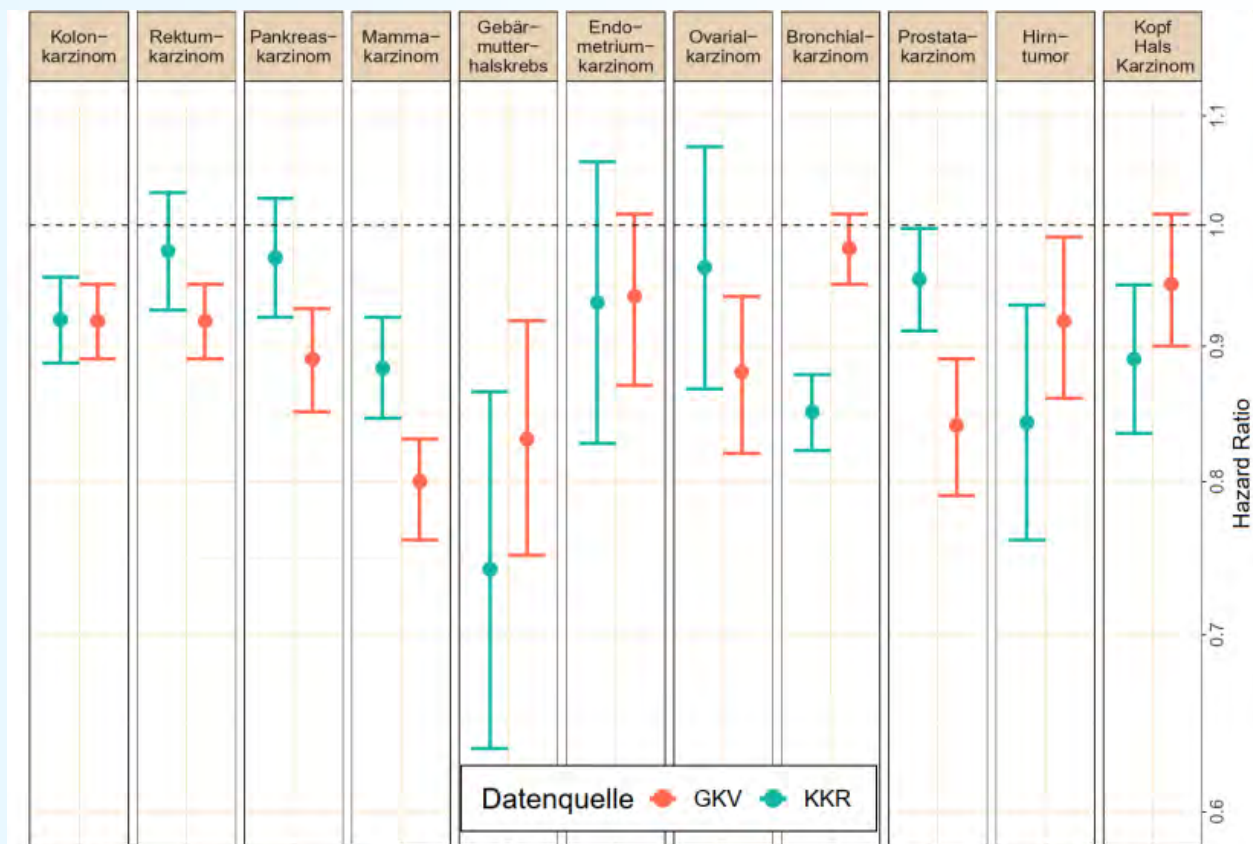 Kolon–
karzinom
Rektum–
karzinom
Pankreas–
karzinom
Mamma–
karzinom
Gebär–
mutter–
halskrebs
Endo–
metrium–
karzinom
Ovarial–
karzinom
Bronchial–
karzinom
Prostata–
karzinom
Hirn–
tumor
Kopf
Hals
Karzinom
1.1
1.0
0.9
0.8
0.7
0.6
Hazard Ratio
Datenquelle GKV KKR